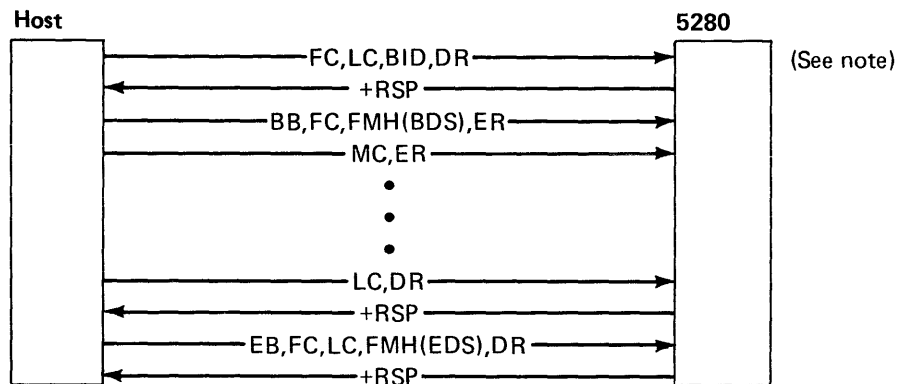 Host
5280
FC,LC,BID,DR
(See note)
+RSP
BB,FC,FMH(BDS),ER
MC,ER
LC,DR
+RSP
EB,FC,LC,FMH(EDS),DR
+RSP